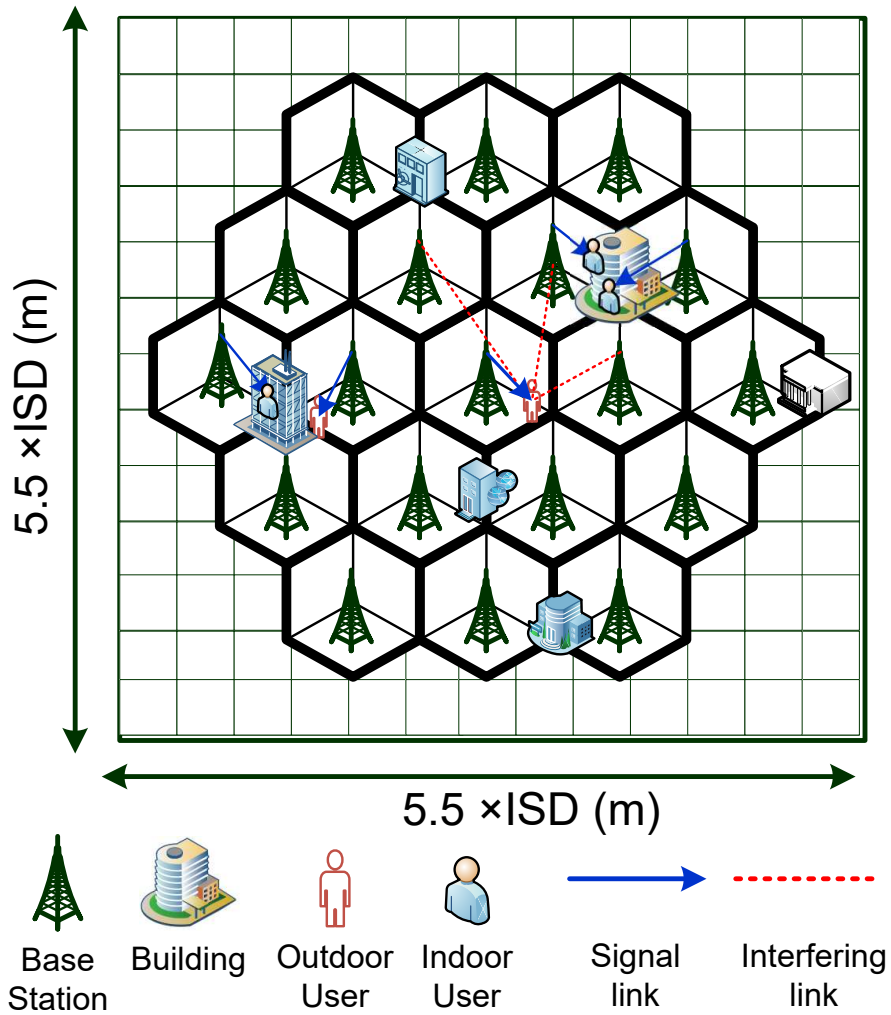 5.5 ×ISD (m)
5.5 ×ISD (m)
Base
Station
Building
Outdoor
User
Indoor
User
Signal
link
Interfering
link